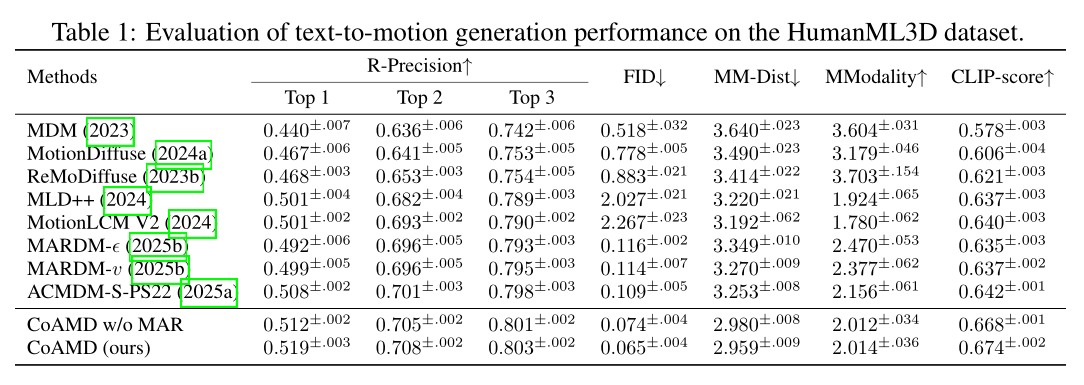 Table 1: Evaluation of text-to-motion generation performance on the HumanML3D dataset.
Methods R-Precision↑ FID↓ MM-Dist↓ MModality↑ CLIP-score↑
Top 1 Top 2 Top 3
MDM (2023) 0.440±.007 0.636±.006 0.742±.006 0.518±.032 3.640±.023 3.604±.031 0.578±.003
MotionDiffuse (2024a) 0.467±.006 0.641±.005 0.753±.005 0.778±.005 3.490±.023 3.179±.046 0.606±.004
ReMoDiffuse (2023b) 0.468±.003 0.653±.003 0.754±.005 0.883±.021 3.414±.022 3.703±.154 0.621±.003
MLD++ (2024) 0.501±.004 0.682±.004 0.789±.003 2.027±.021 3.220±.021 1.924±.065 0.637±.003
MotionLCM V2 (2024) 0.501±.002 0.693±.002 0.790±.002 2.267±.023 3.192±.062 1.780±.062 0.640±.003
MARDM-ϵ (2025b) 0.492±.006 0.696±.005 0.793±.003 0.116±.002 3.349±.010 2.470±.053 0.635±.003
MARDM-v (2025b) 0.499±.005 0.696±.005 0.795±.003 0.114±.007 3.270±.009 2.377±.062 0.637±.002
ACMDM-S-PS22 (2025a) 0.508±.002 0.701±.003 0.798±.003 0.109±.005 3.253±.008 2.156±.061 0.642±.001
CoAMD w/o MAR 0.512±.002 0.705±.002 0.801±.002 0.074±.004 2.980±.008 2.012±.034 0.668±.001
CoAMD (ours) 0.519±.003 0.708±.002 0.803±.002 0.065±.004 2.959±.009 2.014±.036 0.674±.002